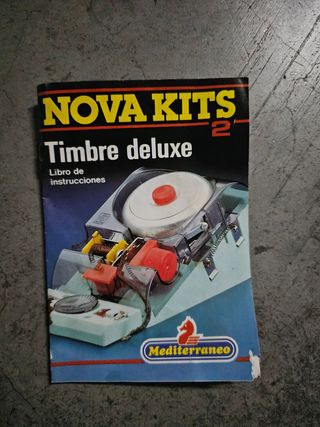 NOVA KITS
2
Timbre deluxe
Libro de
instrucciones
Mediterraneo